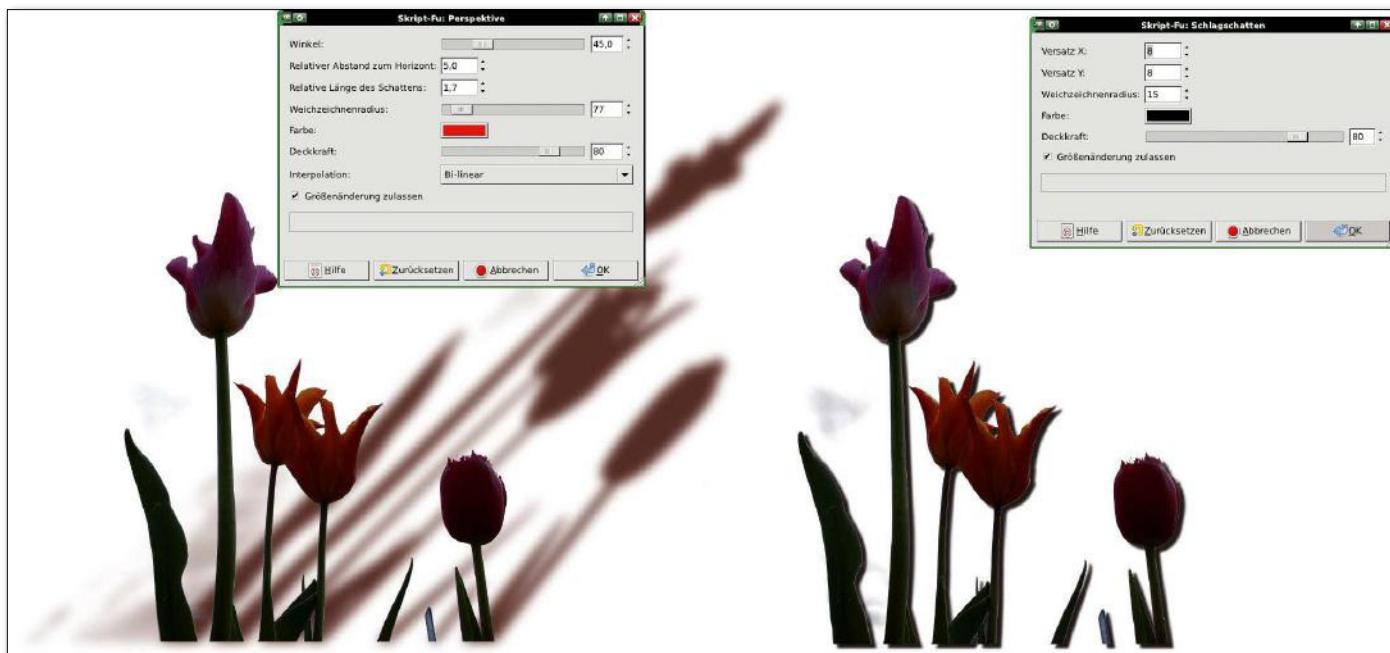 Skript-Fu: Perspektive
Winkel: 45,0
Relativer Abstand zum Horizont: 5,0
Relative Länge des Schattens: 1,7
Weichzeichnenradius: 77
Farbe:
Deckkraft: 80
Interpolation: Bi-linear
Größenänderung zulassen
Hilfe Zurücksetzen Abbrechen OK
Skript-Fu: Schlagschatten
Versatz X: 8
Versatz Y: 8
Weichzeichnenradius: 15
Farbe:
Deckkraft: 80
Größenänderung zulassen
Hilfe Zurücksetzen Abbrechen OK